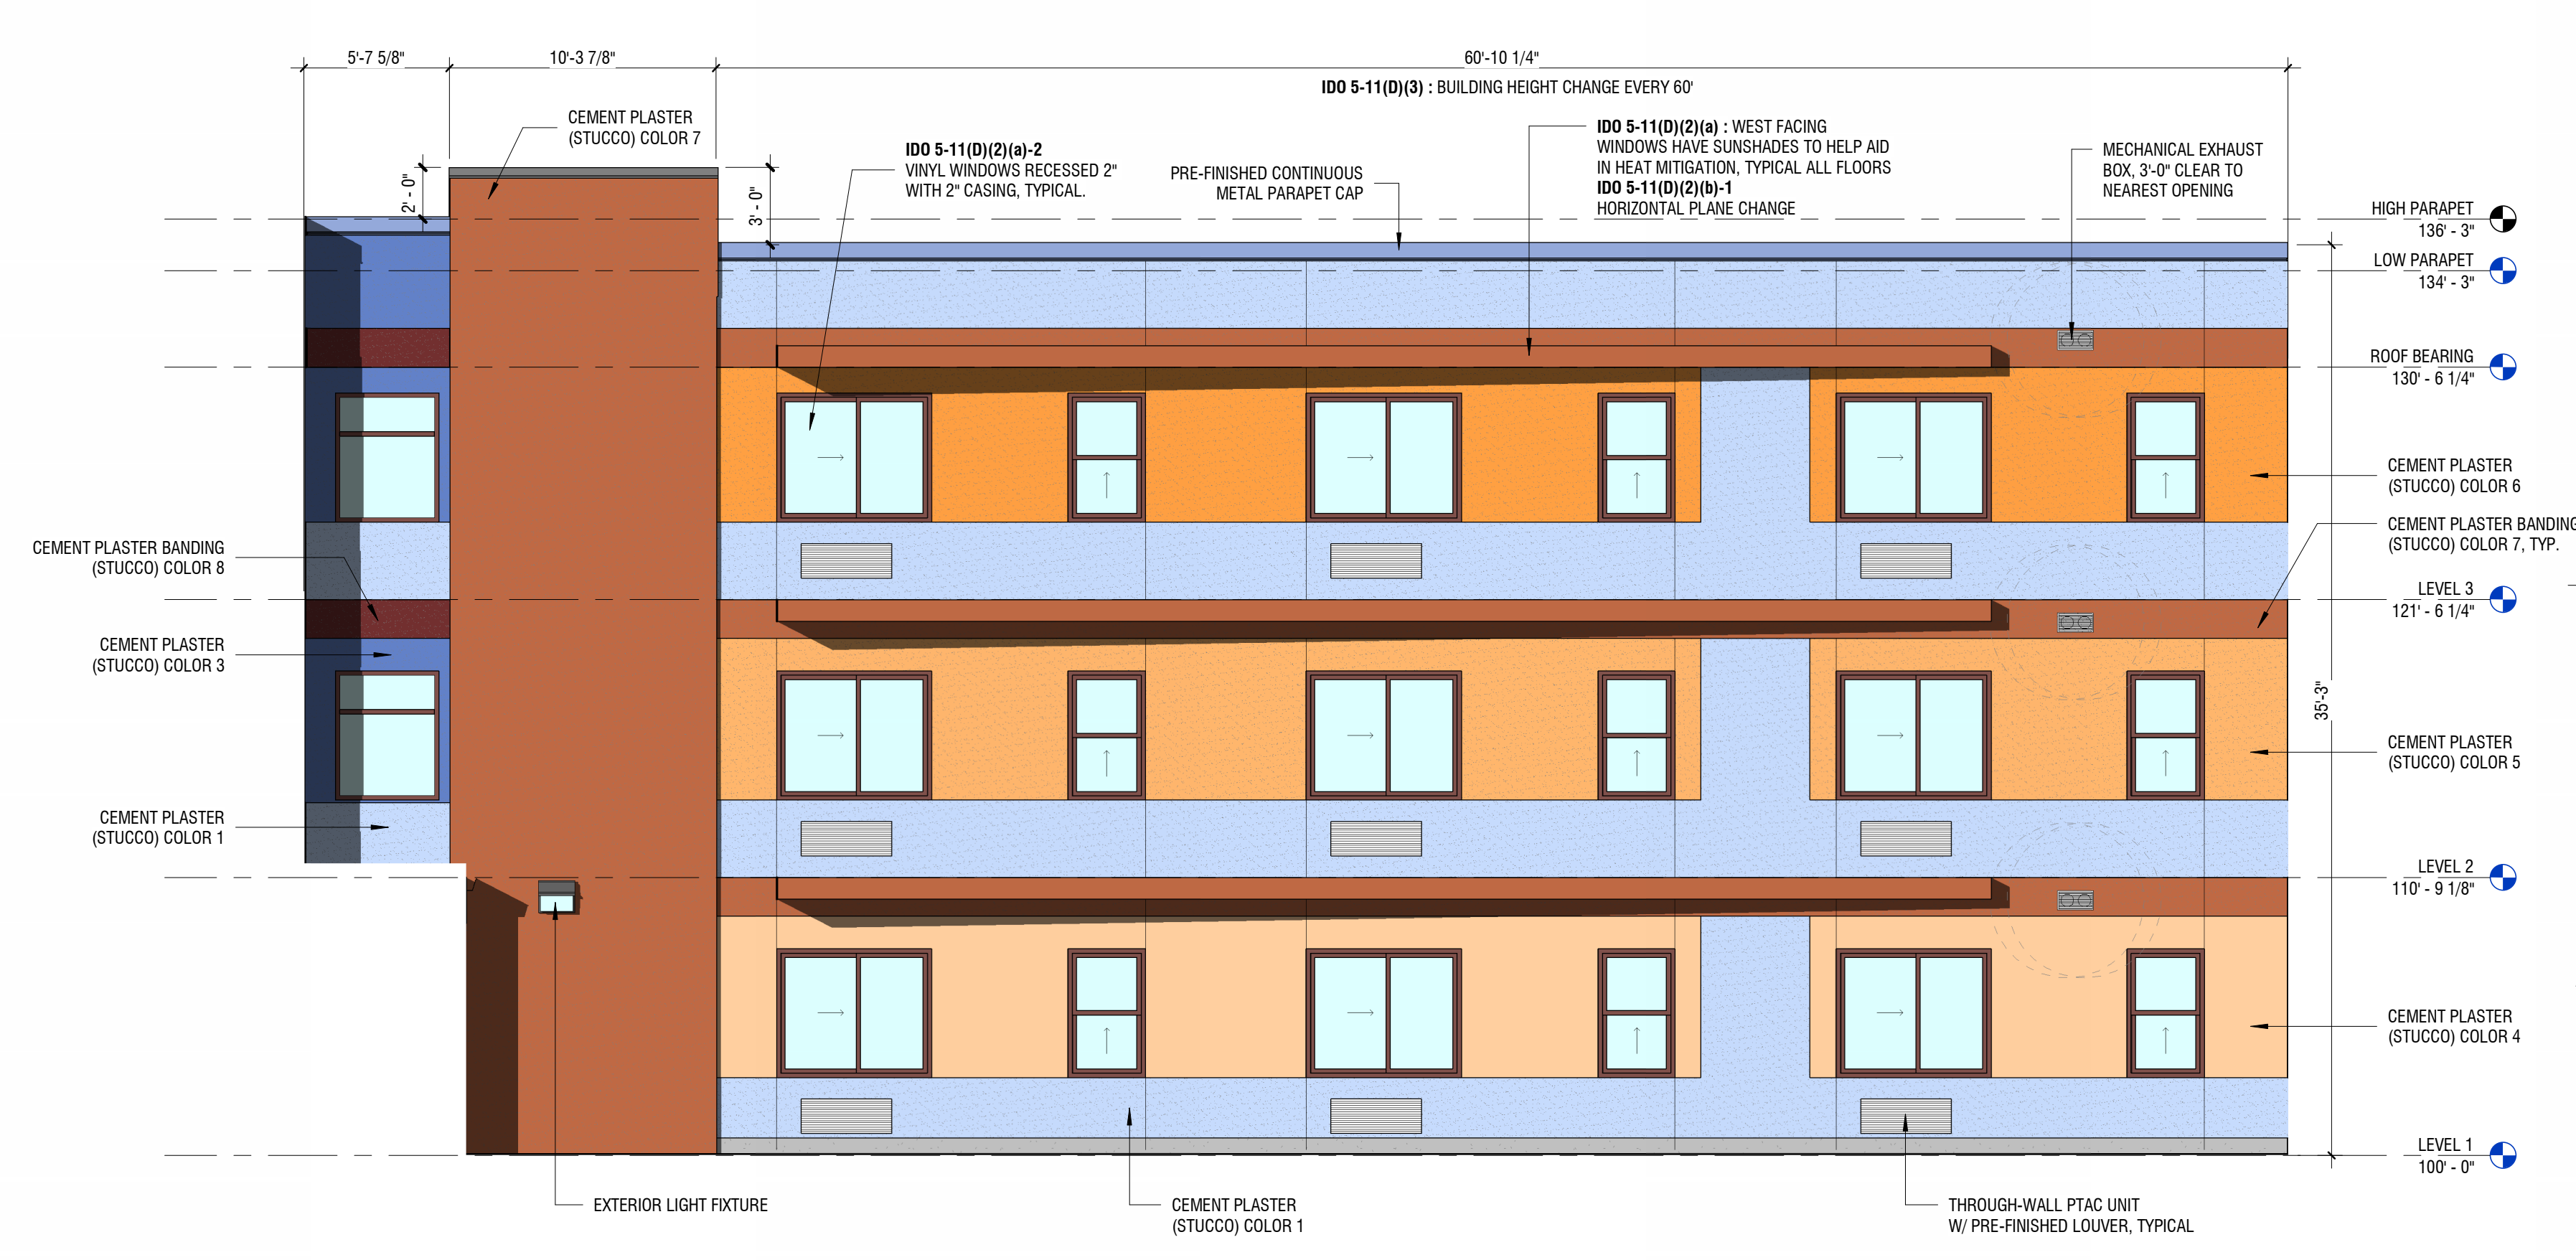 5'-7 5/8"
10'-3 7/8"
60'-10 1/4"
IDO 5-11(D)(3) : BUILDING HEIGHT CHANGE EVERY 60'
CEMENT PLASTER
(STUCCO) COLOR 7
2' - 0"
3' - 0"
IDO 5-11(D)(2)(a)-2
VINYL WINDOWS RECESSED 2"
WITH 2" CASING, TYPICAL.
PRE-FINISHED CONTINUOUS
METAL PARAPET CAP
IDO 5-11(D)(2)(a) : WEST FACING
WINDOWS HAVE SUNSHADES TO HELP AID
IN HEAT MITIGATION, TYPICAL ALL FLOORS
IDO 5-11(D)(2)(b)-1
HORIZONTAL PLANE CHANGE
MECHANICAL EXHAUST
BOX, 3'-0" CLEAR TO
NEAREST OPENING
HIGH PARAPET
136' - 3"
LOW PARAPET
134' - 3"
ROOF BEARING
130' - 6 1/4"
CEMENT PLASTER
(STUCCO) COLOR 6
CEMENT PLASTER BANDING
(STUCCO) COLOR 7, TYP.
LEVEL 3
121' - 6 1/4"
35'-3"
CEMENT PLASTER
(STUCCO) COLOR 5
LEVEL 2
110' - 9 1/8"
CEMENT PLASTER
(STUCCO) COLOR 4
LEVEL 1
100' - 0"
CEMENT PLASTER BANDING
(STUCCO) COLOR 8
CEMENT PLASTER
(STUCCO) COLOR 3
CEMENT PLASTER
(STUCCO) COLOR 1
EXTERIOR LIGHT FIXTURE
CEMENT PLASTER
(STUCCO) COLOR 1
THROUGH-WALL PTAC UNIT
W/ PRE-FINISHED LOUVER, TYPICAL